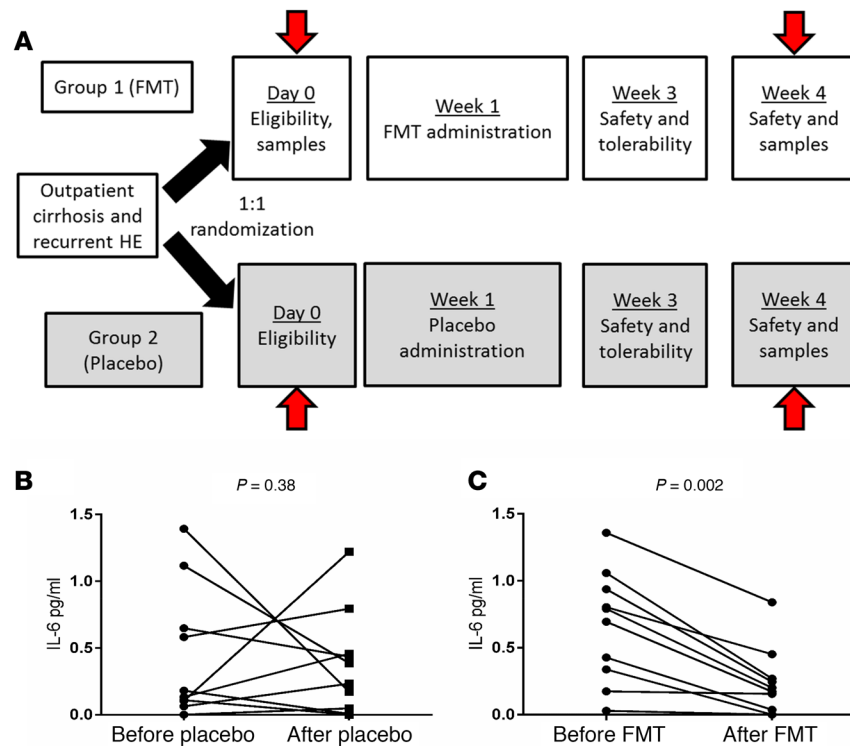 A
Group 1 (FMT)
Day 0
Eligibility,
samples
Week 1
FMT administration
Week 3
Safety and
tolerability
Week 4
Safety and
samples
Outpatient
cirrhosis and
recurrent HE
1:1
randomization
Group 2
(Placebo)
Day 0
Eligibility
Week 1
Placebo
administration
Week 3
Safety and
tolerability
Week 4
Safety and
samples
B
P = 0.38
1.5
1.0
0.5
0.0
IL-6 pg/ml
Before placebo
After placebo
C
P = 0.002
1.5
1.0
0.5
0.0
IL-6 pg/ml
Before FMT
After FMT